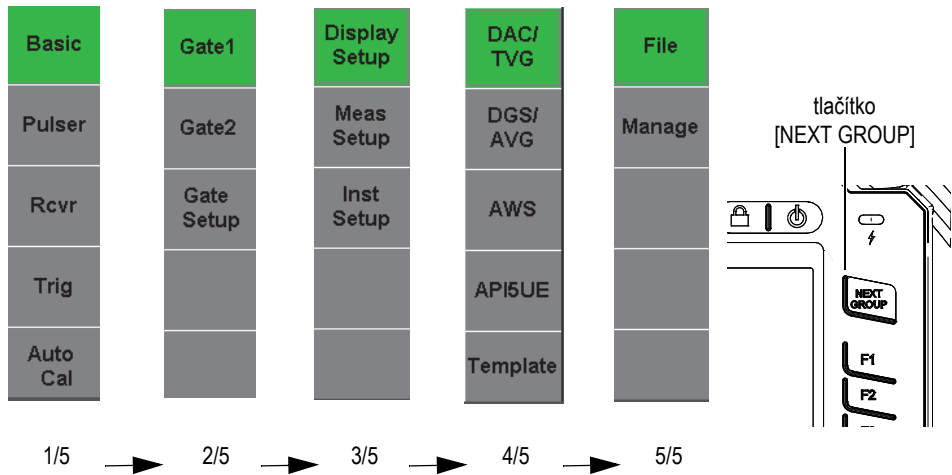 Basic
Pulser
Rcvr
Trig
Auto
Cal
Gate1
Gate2
Gate
Setup
Display
Setup
Meas
Setup
Inst
Setup
DAC/
TVG
DGS/
AVG
AWS
API5UE
Template
File
Manage
tlačítko
[NEXT GROUP]
NEXT
GROUP
F1
F2
1/5
2/5
3/5
4/5
5/5